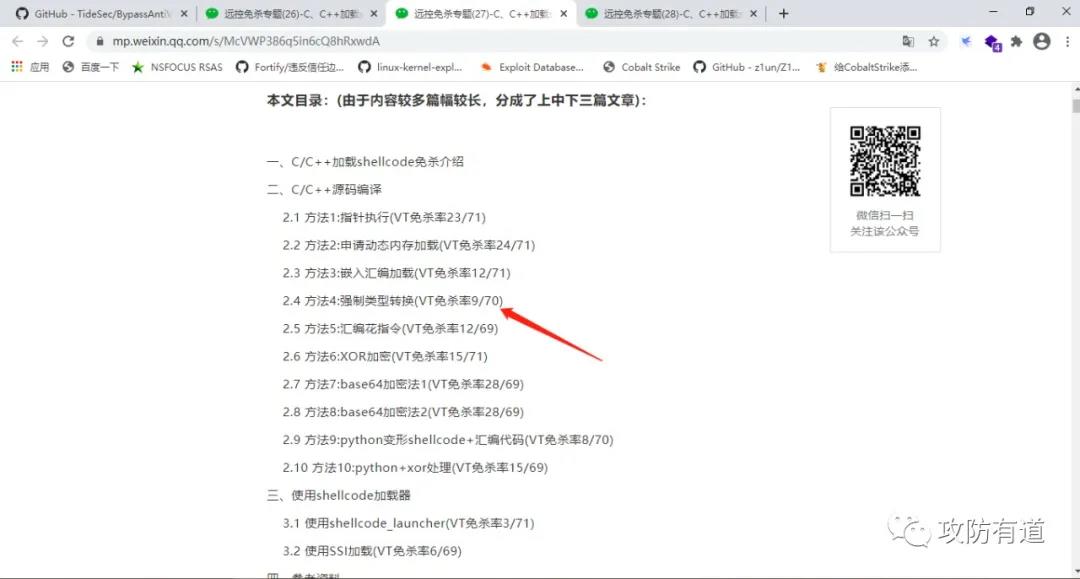 GitHub - TideSec/BypassAntiV
远控免杀专题(26)-C、C++加载
远控免杀专题(27)-C、C++加载
远控免杀专题(28)-C、C++加载
mp.weixin.qq.com/s/McVWP386q5in6cQ8hRxwdA
应用
百度一下
NSFOCUS RSAS
Fortify/违反信任边...
linux-kernel-expl...
Exploit Database...
Cobalt Strike
GitHub - z1un/Z1...
给CobaltStrike添...
4
本文目录：(由于内容较多篇幅较长，分成了上中下三篇文章)：
一、C/C++加载shellcode免杀介绍
二、C/C++源码编译
2.1 方法1:指针执行(VT免杀率23/71)
2.2 方法2:申请动态内存加载(VT免杀率24/71)
2.3 方法3:嵌入汇编加载(VT免杀率12/71)
2.4 方法4:强制类型转换(VT免杀率9/70)
2.5 方法5:汇编花指令(VT免杀率12/69)
2.6 方法6:XOR加密(VT免杀率15/71)
2.7 方法7:base64加密法1(VT免杀率28/69)
2.8 方法8:base64加密法2(VT免杀率28/69)
2.9 方法9:python变形shellcode+汇编代码(VT免杀率8/70)
2.10 方法10:python+xor处理(VT免杀率15/69)
三、使用shellcode加载器
3.1 使用shellcode_launcher(VT免杀率3/71)
3.2 使用SSI加载(VT免杀率6/69)
四、参考资料
微信扫一扫
关注该公众号
攻防有道